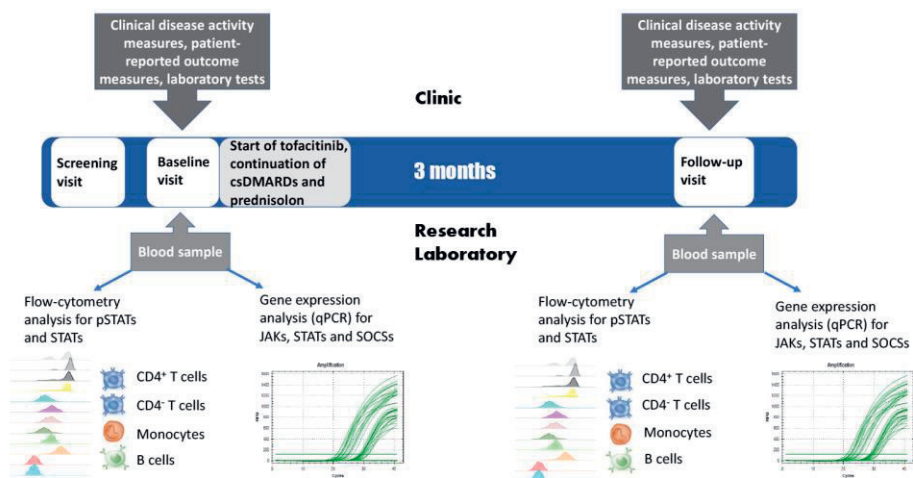 Clinical disease activity
measures, patient-
reported outcome
measures, laboratory tests
Clinical disease activity
measures, patient-
reported outcome
measures, laboratory tests
Clinic
Screening
visit
Baseline
visit
Start of tofacitinib,
continuation of
csDMARDs and
prednisolon
3 months
Follow-up
visit
Research
Laboratory
Blood sample
Blood sample
Flow-cytometry
analysis for pSTATs
and STATs
Gene expression
analysis (qPCR) for
JAKs, STATs and SOCSs
Flow-cytometry
analysis for pSTATs
and STATs
Gene expression
analysis (qPCR) for
JAKs, STATs and SOCSs
CD4+ T cells
CD4- T cells
Monocytes
B cells
Amplification
Cycles
CD4+ T cells
CD4- T cells
Monocytes
B cells
Amplification
Cycles